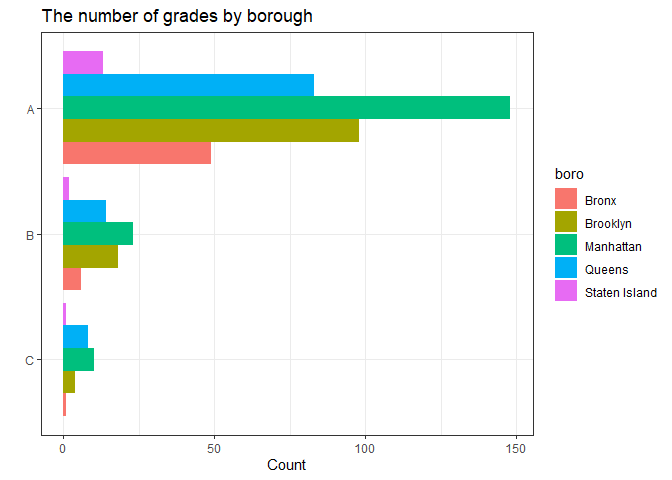 The number of grades by borough
A
B
C
0 50 100 150
Count
boro
Bronx
Brooklyn
Manhattan
Queens
Staten Island